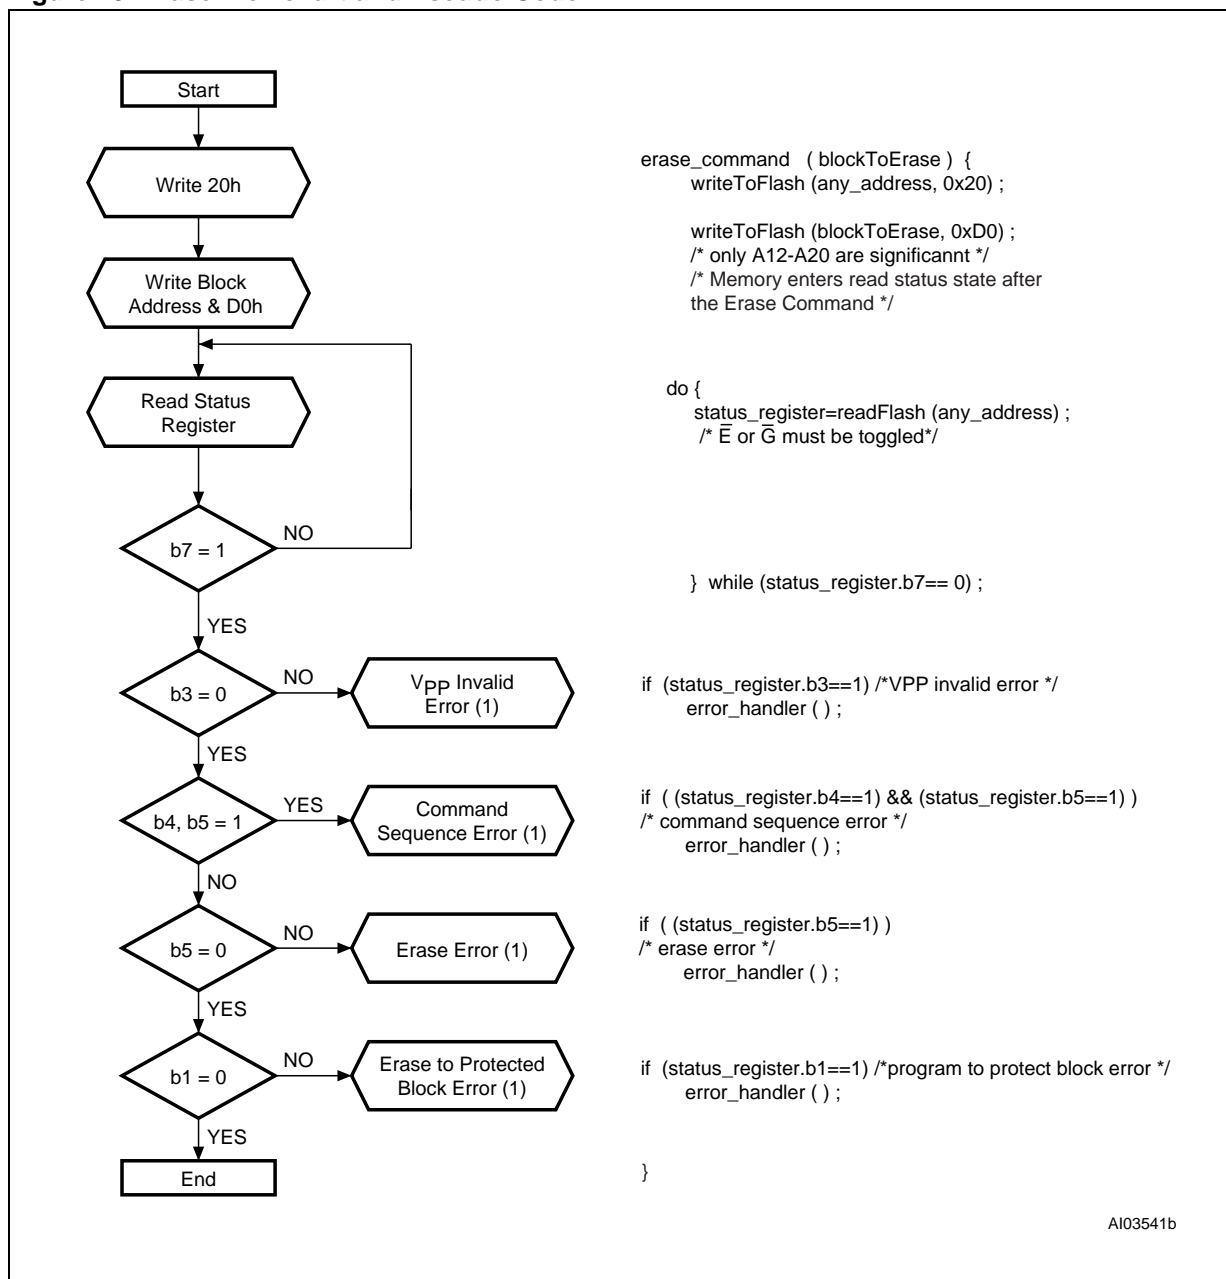 Start
Write 20h
Write Block
Address & D0h
Read Status
Register
NO
b7 = 1
YES
b3 = 0
NO
VPP Invalid
Error (1)
YES
b4, b5 = 1
YES
Command
Sequence Error (1)
NO
b5 = 0
NO
Erase Error (1)
YES
b1 = 0
NO
Erase to Protected
Block Error (1)
YES
End
erase_command ( blockToErase ) {
writeToFlash (any_address, 0x20) ;
writeToFlash (blockToErase, 0xD0) ;
/* only A12-A20 are significannt */
/* Memory enters read status state after
the Erase Command */
do {
status_register=readFlash (any_address) ;
/* E̅ or G̅ must be toggled*/
} while (status_register.b7== 0) ;
if (status_register.b3==1) /*VPP invalid error */
error_handler ( ) ;
if ( (status_register.b4==1) && (status_register.b5==1) )
/* command sequence error */
error_handler ( ) ;
if ( (status_register.b5==1) )
/* erase error */
error_handler ( ) ;
if (status_register.b1==1) /*program to protect block error */
error_handler ( ) ;
}
AI03541b